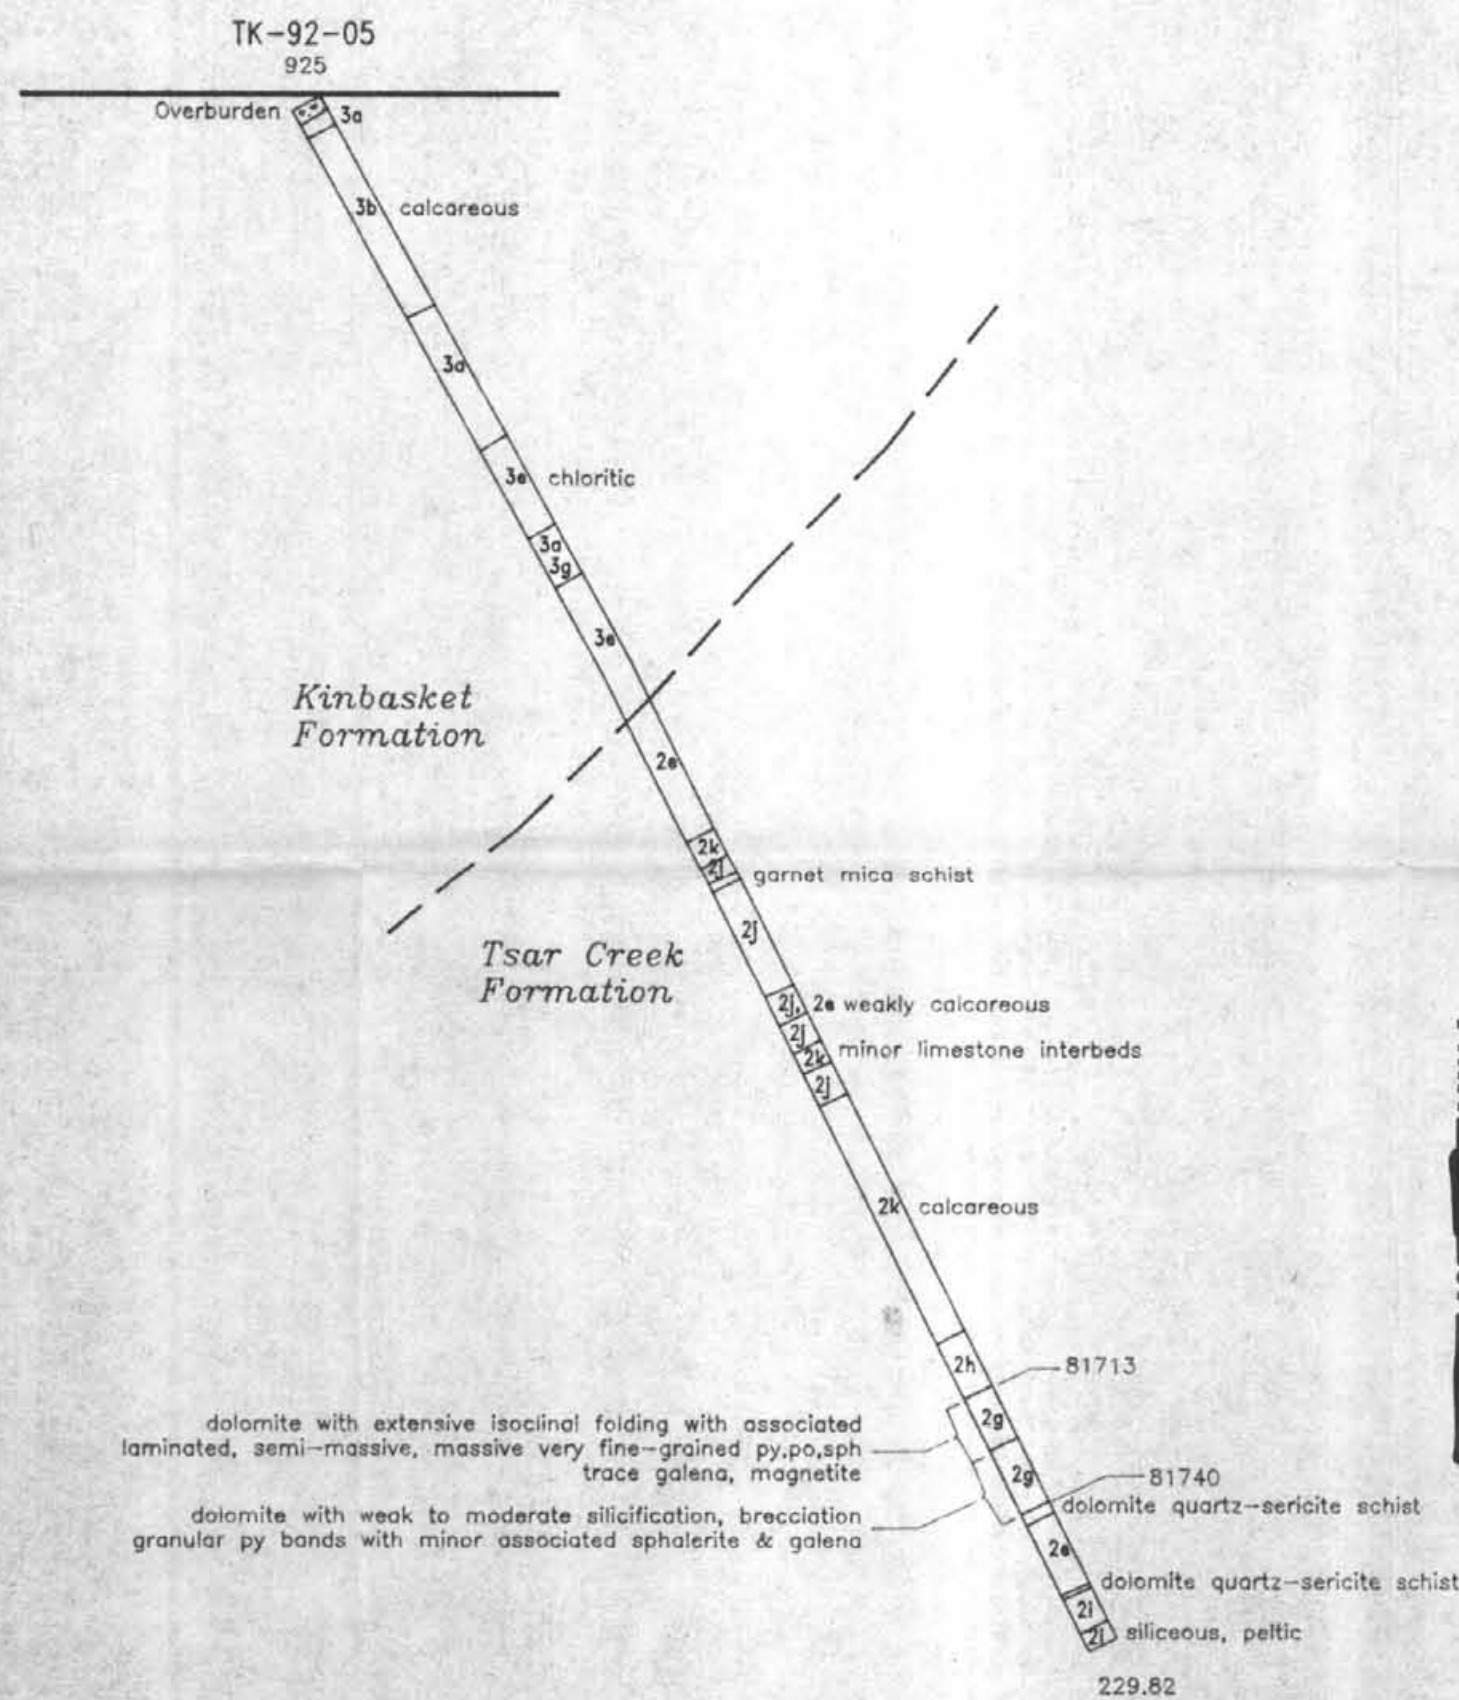 TK-92-05
925
Overburden
3a
3b calcareous
3a
3e chloritic
3a
3g
3e
Kinbasket
Formation
2e
2k
2j
garnet mica schist
2j
Tsar Creek
Formation
2j, 2e weakly calcareous
2j
2k
minor limestone interbeds
2j
2k calcareous
2h
81713
2g
dolomite with extensive isoclinal folding with associated
laminated, semi-massive, massive very fine-grained py,po,sph
trace galena, magnetite
2g
81740
dolomite quartz-sericite schist
dolomite with weak to moderate silicification, brecciation
granular py bands with minor associated sphalerite & galena
2e
dolomite quartz-sericite schist
2i
siliceous, peltic
229.82